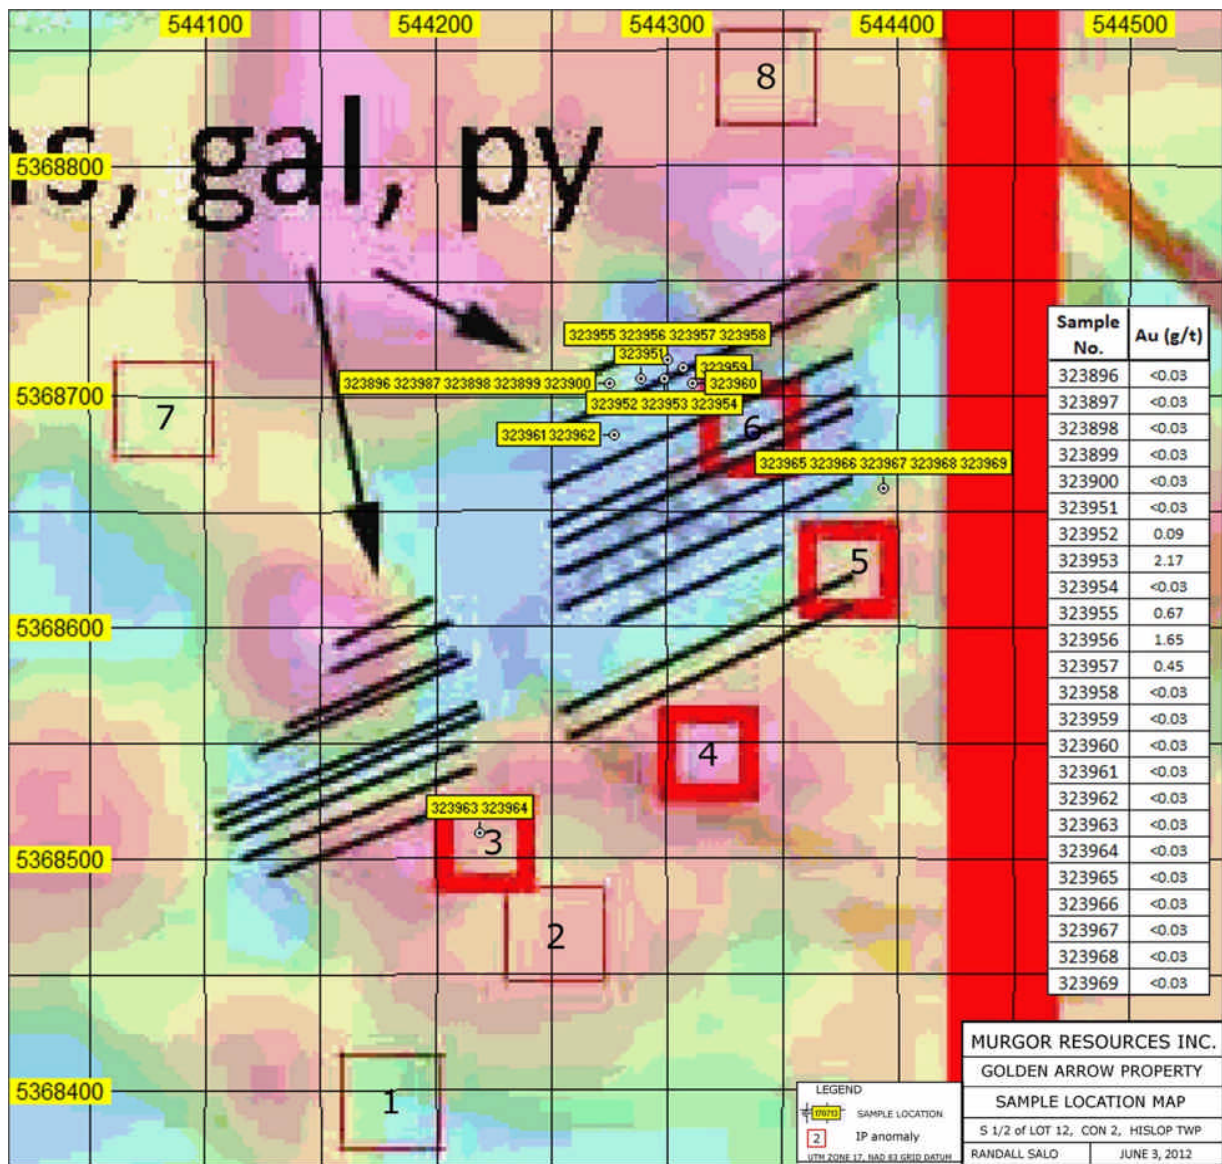 544100 544200 544300 544400 544500
8
5368800
ns, gal, py
Sample No. Au (g/t)
323896 <0.03
323897 <0.03
323898 <0.03
323899 <0.03
323900 <0.03
323951 <0.03
323952 0.09
323953 2.17
323954 <0.03
323955 0.67
323956 1.65
323957 0.45
323958 <0.03
323959 <0.03
323960 <0.03
323961 <0.03
323962 <0.03
323963 <0.03
323964 <0.03
323965 <0.03
323966 <0.03
323967 <0.03
323968 <0.03
323969 <0.03
323955 323956 323957 323958
323951
323959
323896 323987 323898 323899 323900
323960
5368700
323952 323953 323954
7
6
323961 323962
323965 323966 323967 323968 323969
5
5368600
4
323963 323964
3
5368500
2
5368400
1
LEGEND
170713 SAMPLE LOCATION
2 IP anomaly
UTM ZONE 17, NAD 83 GRID DATUM
MURGOR RESOURCES INC.
GOLDEN ARROW PROPERTY
SAMPLE LOCATION MAP
S 1/2 of LOT 12, CON 2, HISLOP TWP
RANDALL SALO JUNE 3, 2012